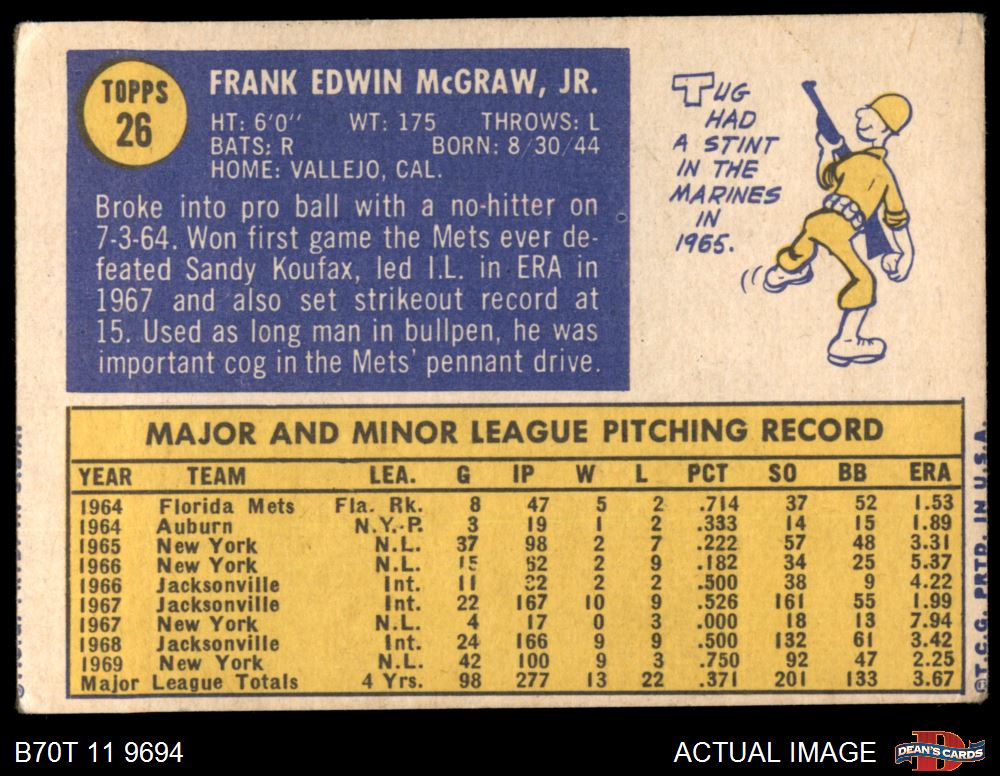 TOPPS
26
FRANK EDWIN McGRAW, JR.
HT: 6'0" WT: 175 THROWS: L
BATS: R BORN: 8/30/44
HOME: VALLEJO, CAL.
Broke into pro ball with a no-hitter on
7-3-64. Won first game the Mets ever de-
feated Sandy Koufax, led I.L. in ERA in
1967 and also set strikeout record at
15. Used as long man in bullpen, he was
important cog in the Mets' pennant drive.
TUG
HAD
A STINT
IN THE
MARINES
IN
1965.
MAJOR AND MINOR LEAGUE PITCHING RECORD
YEAR TEAM LEA. G IP W L PCT SO BB ERA
1964 Florida Mets Fla. Rk. 8 47 5 2 .714 37 52 1.53
1964 Auburn N.Y.-P. 3 19 1 2 .333 14 15 1.89
1965 New York N.L. 37 98 2 7 .222 57 48 3.31
1966 New York N.L. 15 62 2 9 .182 34 25 5.37
1966 Jacksonville Int. 11 32 2 2 .500 38 9 4.22
1967 Jacksonville Int. 22 167 10 9 .526 161 55 1.99
1967 New York N.L. 4 17 0 3 .000 18 13 7.94
1968 Jacksonville Int. 24 166 9 9 .500 132 61 3.42
1969 New York N.L. 42 100 9 3 .750 92 47 2.25
Major League Totals 4 Yrs. 98 277 13 22 .371 201 133 3.67
©T.C.G. PRTD. IN U.S.A.
B70T 11 9694
ACTUAL IMAGE
D
DEAN'S CARDS